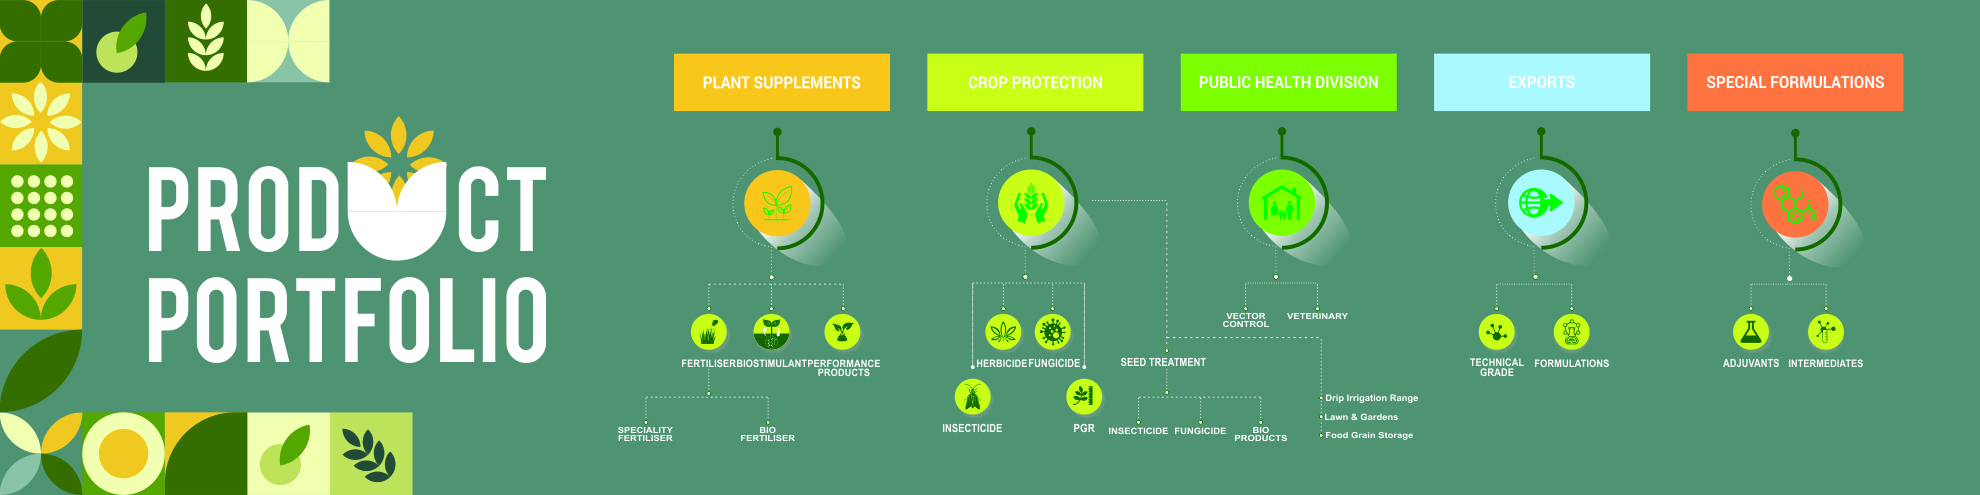 PRODUCT
PORTFOLIO
PLANT SUPPLEMENTS
CROP PROTECTION
PUBLIC HEALTH DIVISION
EXPORTS
SPECIAL FORMULATIONS
FERTILISER
BIOSTIMULANT
PERFORMANCE
PRODUCTS
SPECIALITY
FERTILISER
BIO
FERTILISER
HERBICIDE
FUNGICIDE
INSECTICIDE
PGR
SEED TREATMENT
INSECTICIDE
FUNGICIDE
BIO
PRODUCTS
Drip Irrigation Range
Lawn & Gardens
Food Grain Storage
VECTOR
CONTROL
VETERINARY
TECHNICAL
GRADE
FORMULATIONS
ADJUVANTS
INTERMEDIATES